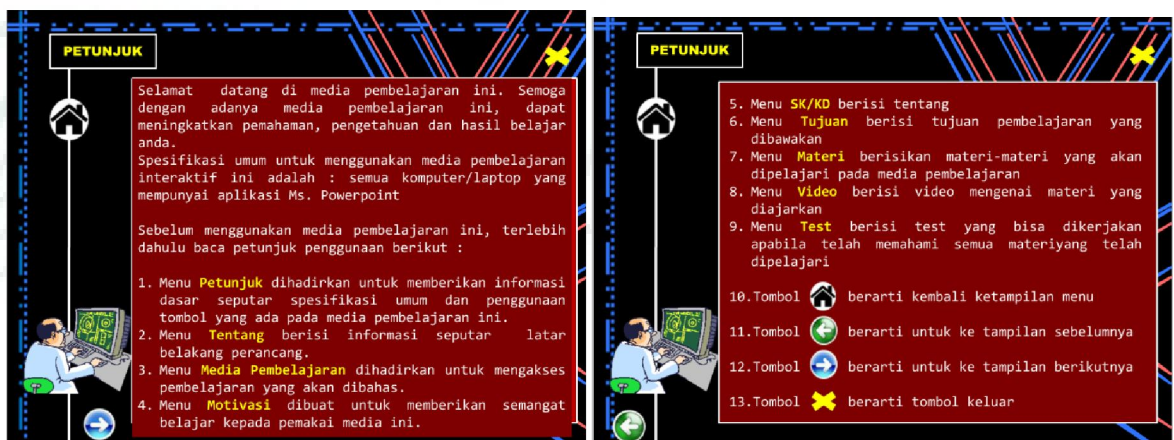 PETUNJUK
Selamat datang di media pembelajaran ini. Semoga
dengan adanya media pembelajaran ini, dapat
meningkatkan pemahaman, pengetahuan dan hasil belajar
anda.
Spesifikasi umum untuk menggunakan media pembelajaran
interaktif ini adalah : semua komputer/laptop yang
mempunyai aplikasi Ms. Powerpoint
Sebelum menggunakan media pembelajaran ini, terlebih
dahulu baca petunjuk penggunaan berikut :
1. Menu Petunjuk dihadirkan untuk memberikan informasi
dasar seputar spesifikasi umum dan penggunaan
tombol yang ada pada media pembelajaran ini.
2. Menu Tentang berisi informasi seputar latar
belakang perancang.
3. Menu Media Pembelajaran dihadirkan untuk mengakses
pembelajaran yang akan dibahas.
4. Menu Motivasi dibuat untuk memberikan semangat
belajar kepada pemakai media ini.
PETUNJUK
5. Menu SK/KD berisi tentang
6. Menu Tujuan berisi tujuan pembelajaran yang
dibawakan
7. Menu Materi berisikan materi-materi yang akan
dipelajari pada media pembelajaran
8. Menu Video berisi video mengenai materi yang
diajarkan
9. Menu Test berisi test yang bisa dikerjakan
apabila telah memahami semua materiyang telah
dipelajari
10.Tombol berarti kembali ketampilan menu
11.Tombol berarti untuk ke tampilan sebelumnya
12.Tombol berarti untuk ke tampilan berikutnya
13.Tombol berarti tombol keluar